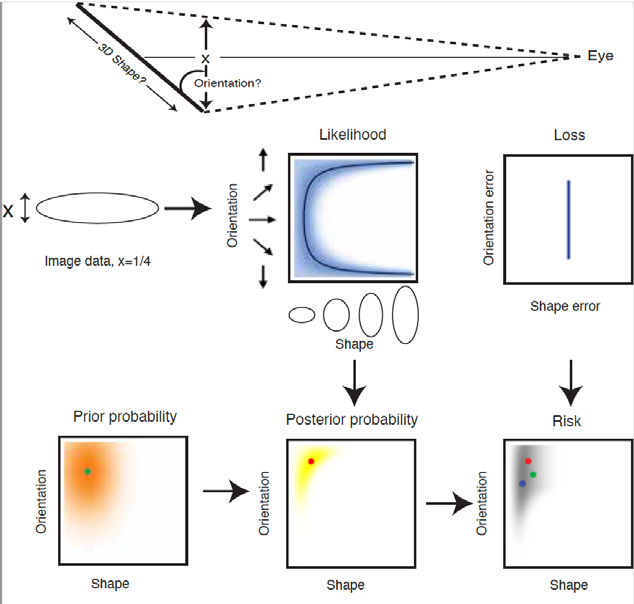 3D Shape?
x
Orientation?
Eye
Likelihood
Loss
X
Orientation
Orientation error
Image data, x=1/4
Shape error
Shape
Prior probability
Posterior probability
Risk
Orientation
Orientation
Orientation
Shape
Shape
Shape